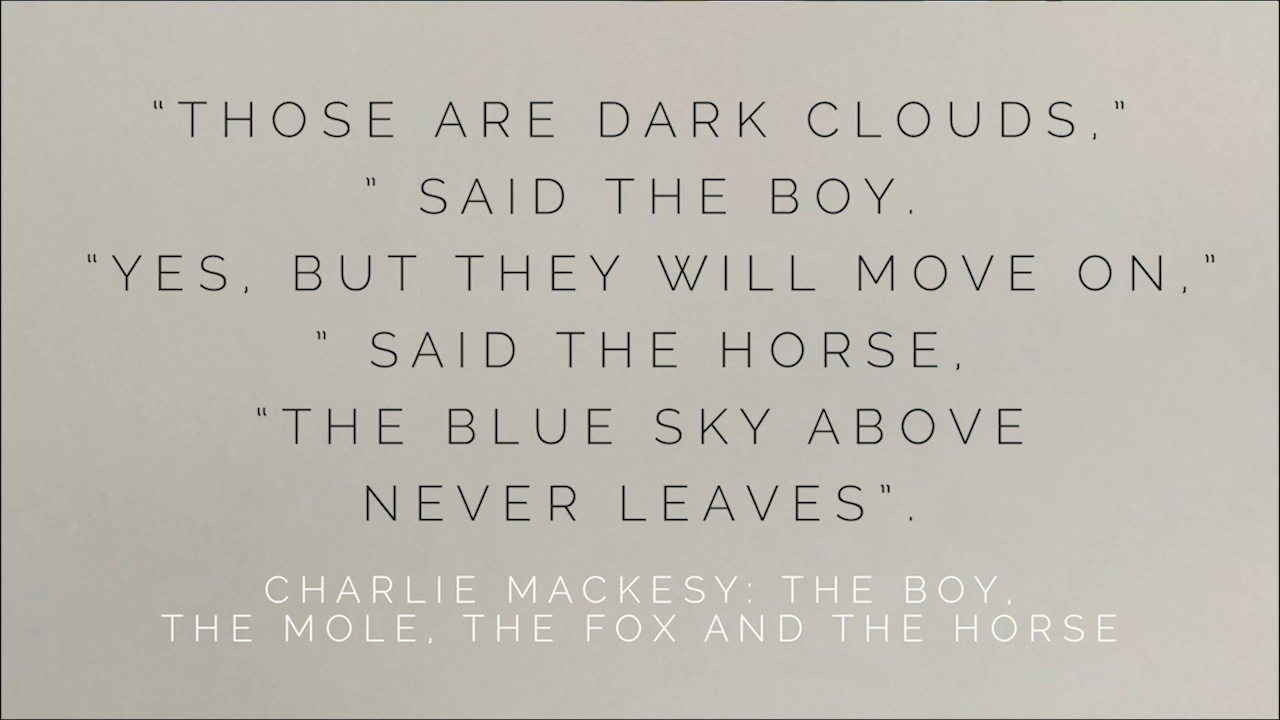 “THOSE ARE DARK CLOUDS,”
” SAID THE BOY.
“YES, BUT THEY WILL MOVE ON,”
” SAID THE HORSE,
“THE BLUE SKY ABOVE
NEVER LEAVES”.
CHARLIE MACKESY: THE BOY,
THE MOLE, THE FOX AND THE HORSE